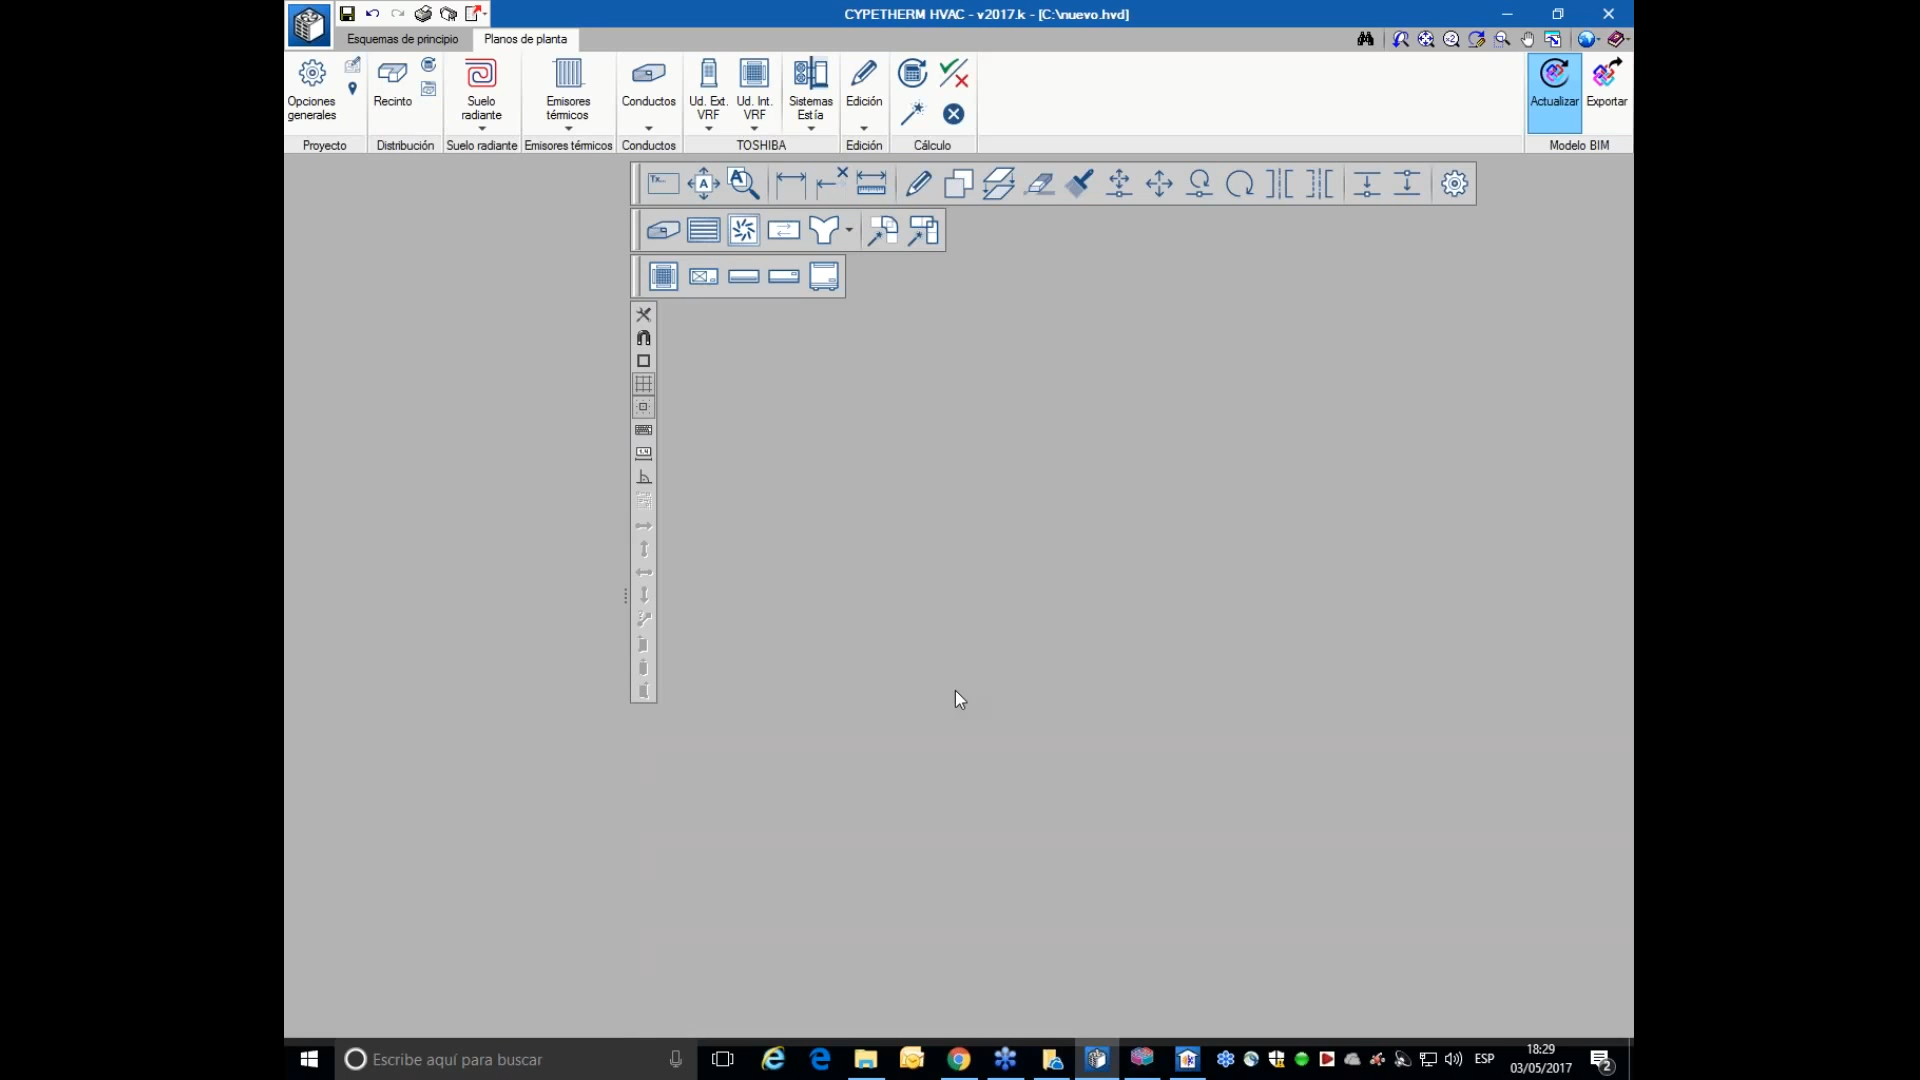 CYPETHERM HVAC - v2017.k - [C:\nuevo.hvd]
Esquemas de principio
Planos de planta
Opciones generales
Recinto
Suelo radiante
Emisores térmicos
Conductos
Ud. Ext. VRF
Ud. Int. VRF
Sistemas Estía
Edición
Actualizar
Exportar
Proyecto
Distribución
Suelo radiante
Emisores térmicos
Conductos
TOSHIBA
Edición
Cálculo
Modelo BIM
Escribe aquí para buscar
ESP
18:29
03/05/2017
2